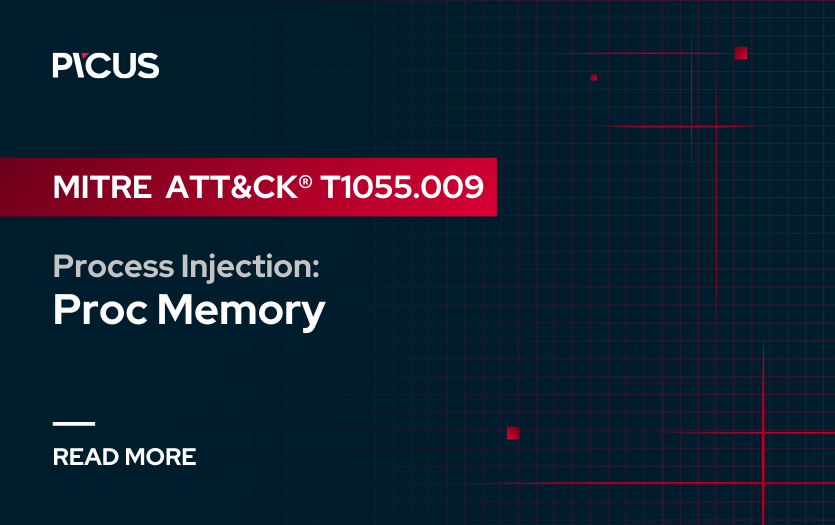 PICUS
MITRE ATT&CK® T1055.009
Process Injection:
Proc Memory
READ MORE